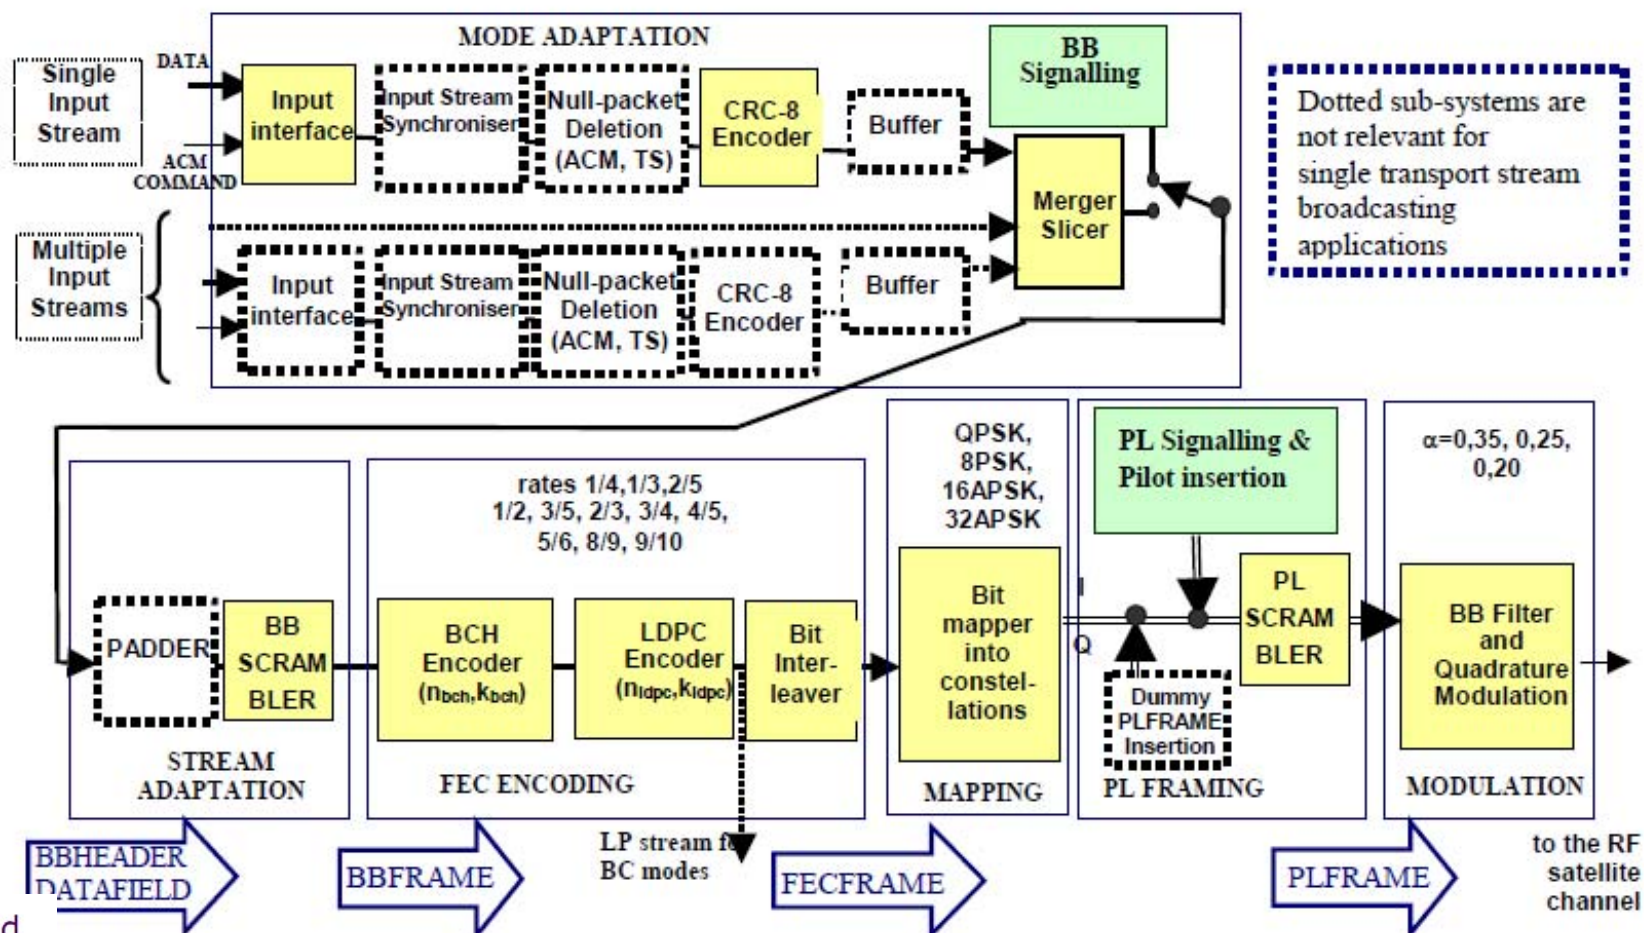 MODE ADAPTATION
Single
Input
Stream
DATA
ACM
COMMAND
Input
interface
Input Stream
Synchroniser
Null-packet
Deletion
(ACM, TS)
CRC-8
Encoder
Buffer
BB
Signalling
Merger
Slicer
Dotted sub-systems are
not relevant for
single transport stream
broadcasting
applications
Multiple
Input
Streams
Input
interface
Input Stream
Synchroniser
Null-packet
Deletion
(ACM, TS)
CRC-8
Encoder
Buffer
PADDER
BB
SCRAM
BLER
STREAM
ADAPTATION
rates 1/4,1/3,2/5
1/2, 3/5, 2/3, 3/4, 4/5,
5/6, 8/9, 9/10
BCH
Encoder
(nbch,kbch)
LDPC
Encoder
(nldpc,kldpc)
Bit
Inter-
leaver
FEC ENCODING
QPSK,
8PSK,
16APSK,
32APSK
Bit
mapper
into
constel-
lations
MAPPING
PL Signalling &
Pilot insertion
I
Q
PL
SCRAM
BLER
Dummy
PLFRAME
Insertion
PL FRAMING
α=0,35, 0,25,
0,20
BB Filter
and
Quadrature
Modulation
MODULATION
BBHEADER
DATAFIELD
BBFRAME
LP stream for
BC modes
FECFRAME
PLFRAME
to the RF
satellite
channel
d